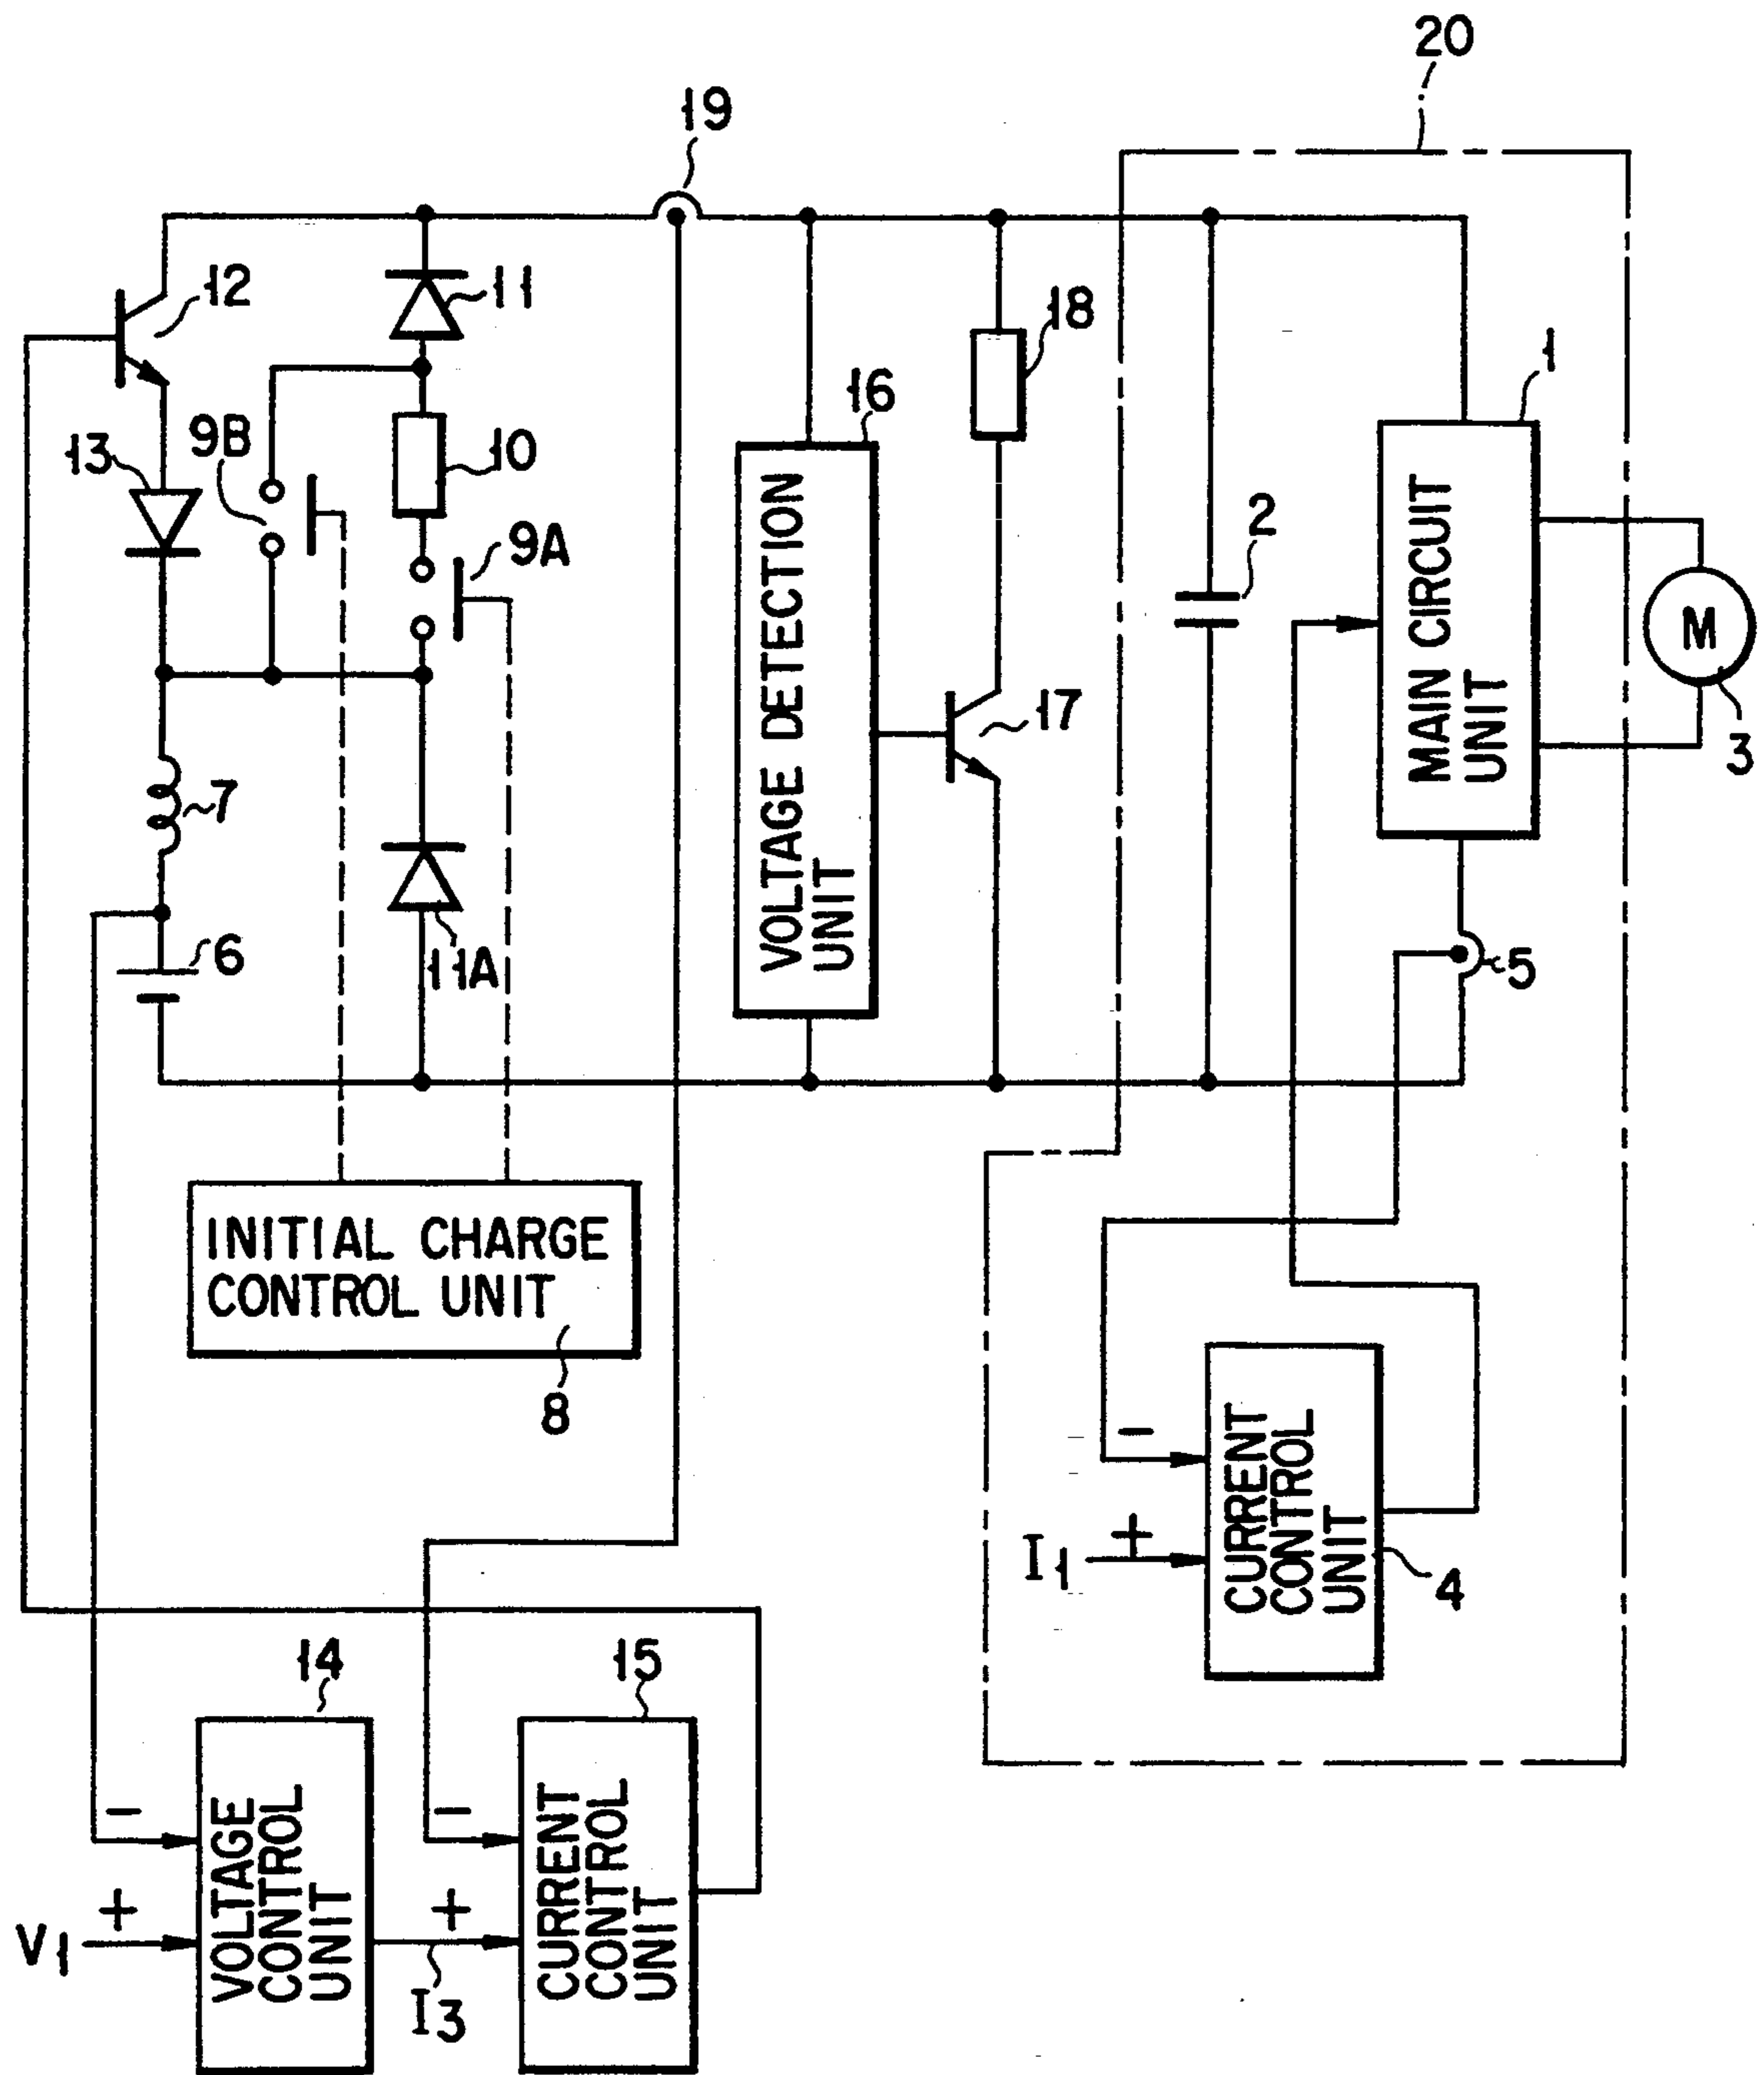 20
19
12
11
18
1
16
13
9B
10
9A
2
VOLTAGE DETECTION
UNIT
MAIN CIRCUIT
UNIT
M
17
3
7
6
11A
5
INITIAL CHARGE
CONTROL UNIT
8
-
+
I1
CURRENT
CONTROL
UNIT
4
14
15
-
+
V1
VOLTAGE
CONTROL
UNIT
-
+
I3
CURRENT
CONTROL
UNIT